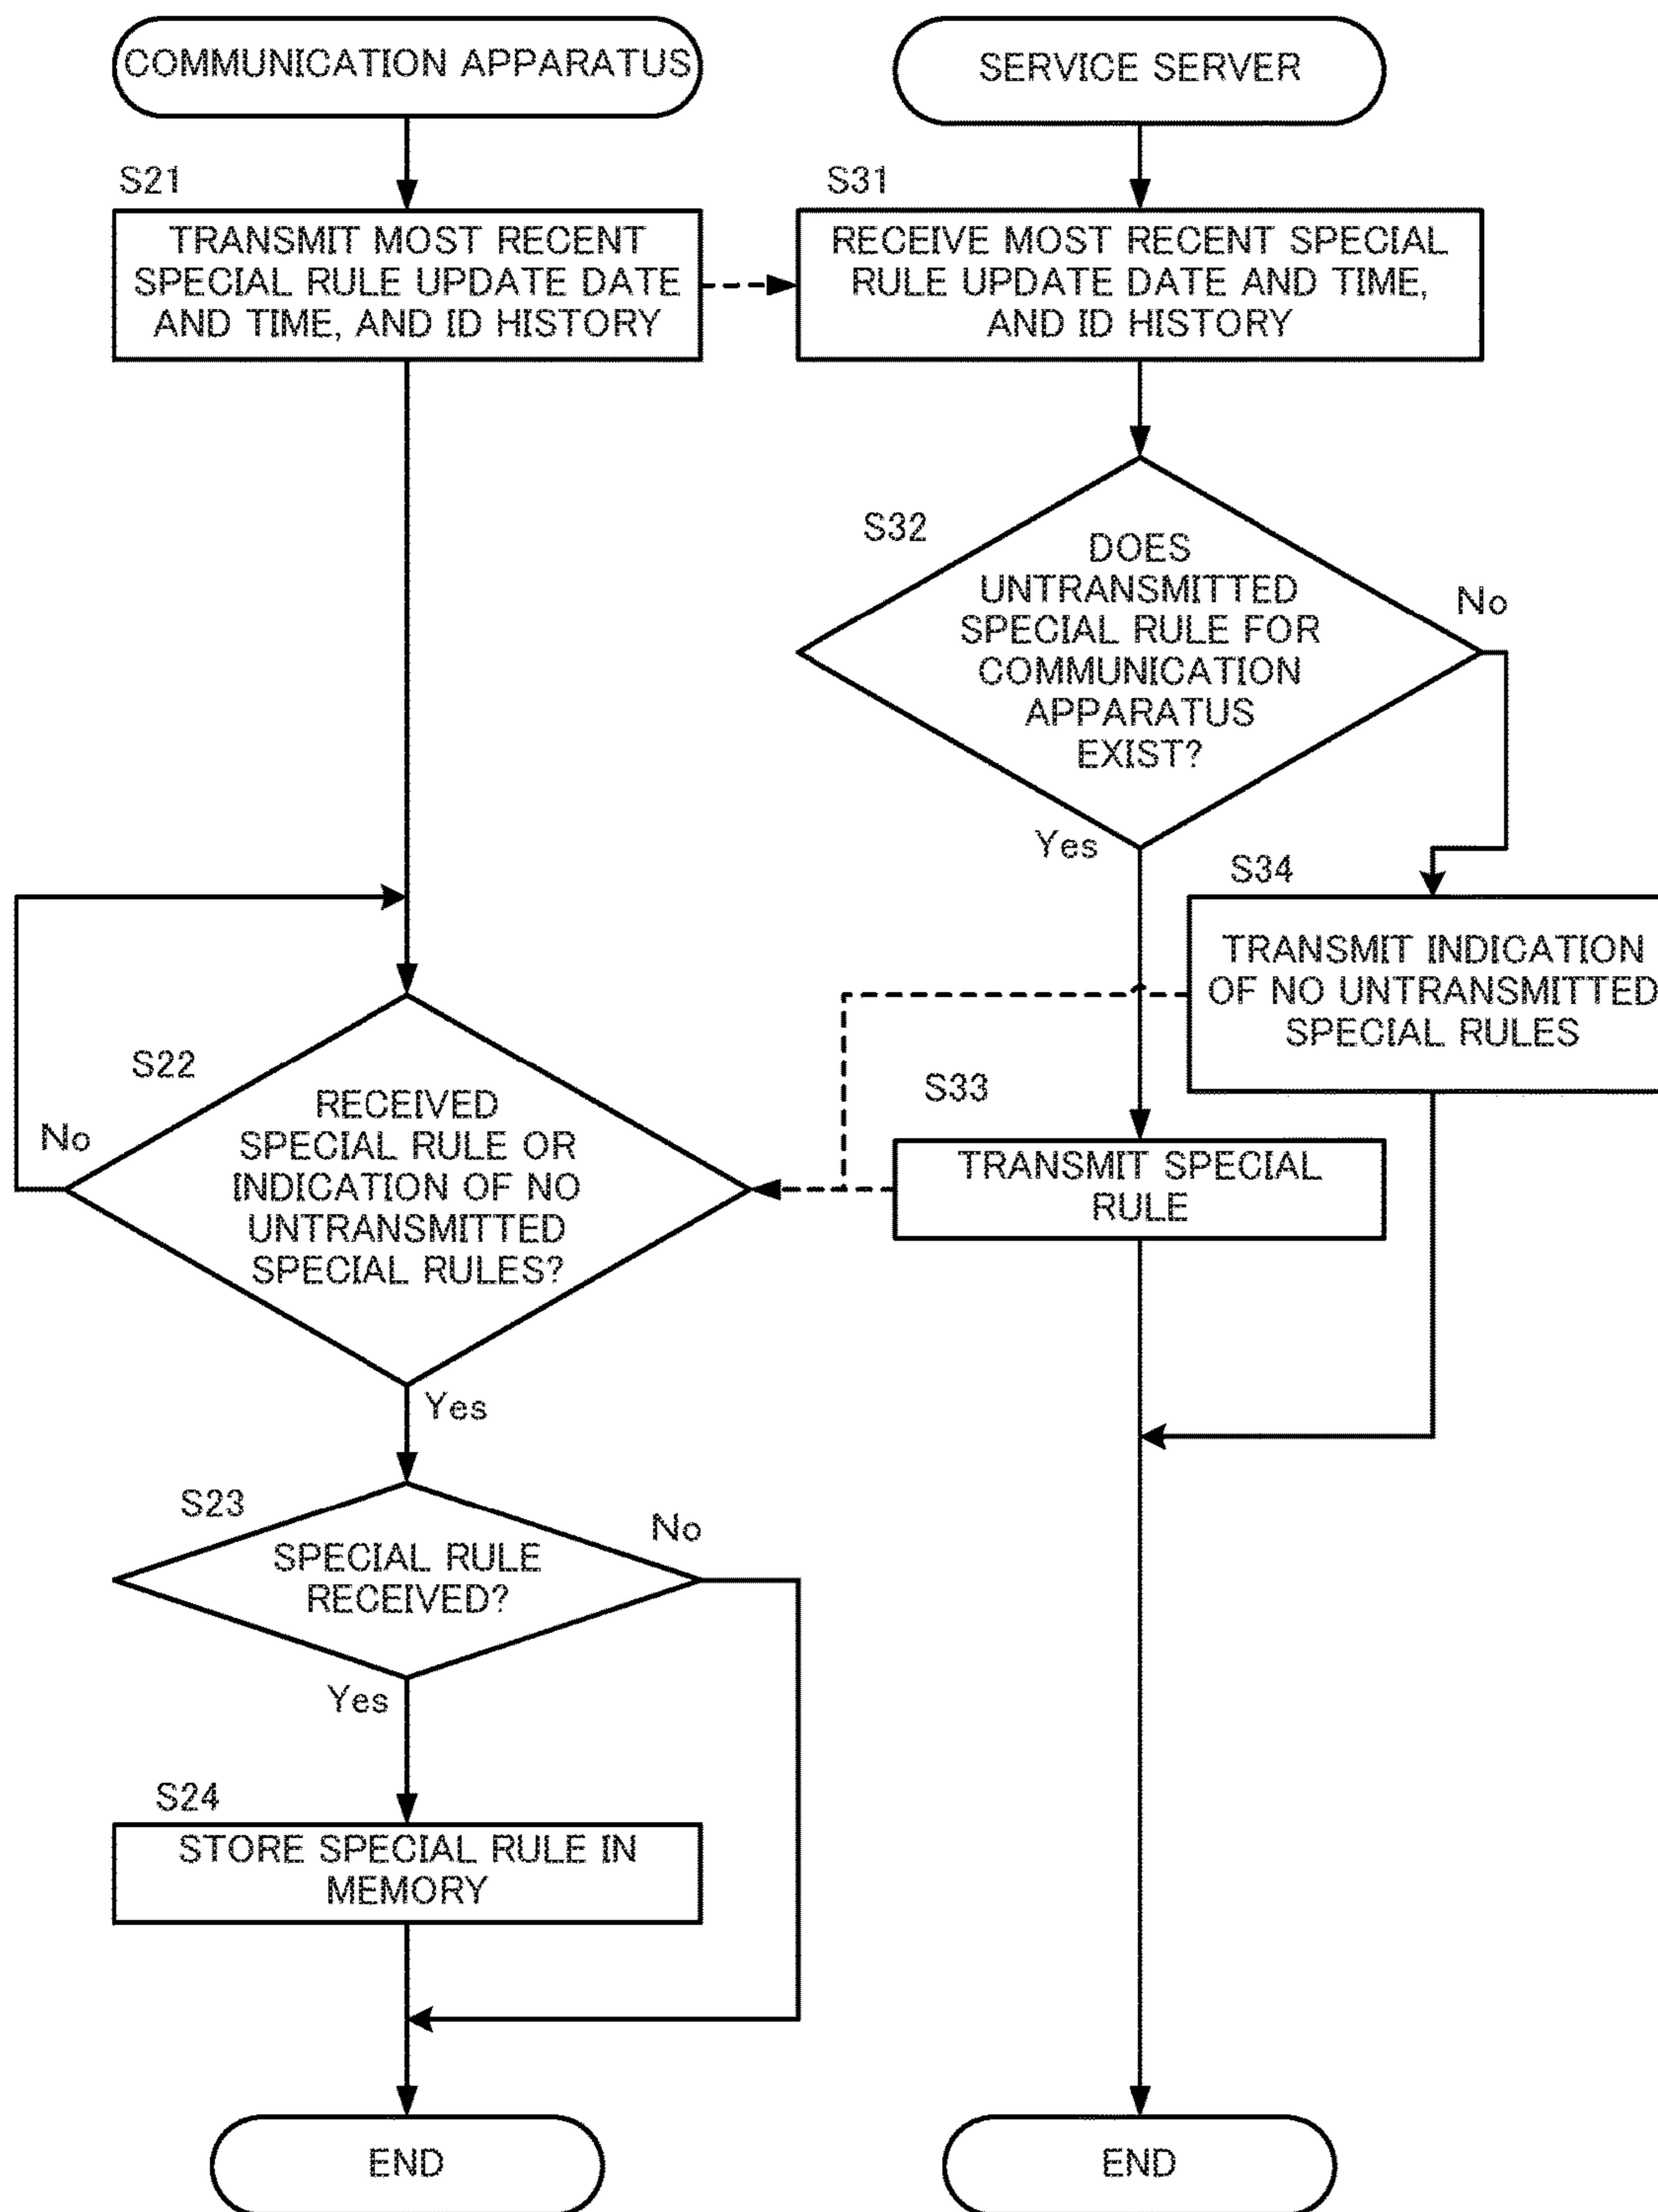 COMMUNICATION APPARATUS
SERVICE SERVER
S21
TRANSMIT MOST RECENT
SPECIAL RULE UPDATE DATE
AND TIME, AND ID HISTORY
S31
RECEIVE MOST RECENT SPECIAL
RULE UPDATE DATE AND TIME,
AND ID HISTORY
S32
DOES
UNTRANSMITTED
SPECIAL RULE FOR
COMMUNICATION
APPARATUS
EXIST?
No
Yes
S34
TRANSMIT INDICATION
OF NO UNTRANSMITTED
SPECIAL RULES
S22
RECEIVED
SPECIAL RULE OR
INDICATION OF NO
UNTRANSMITTED
SPECIAL RULES?
No
Yes
S33
TRANSMIT SPECIAL
RULE
S23
SPECIAL RULE
RECEIVED?
No
Yes
S24
STORE SPECIAL RULE IN
MEMORY
END
END